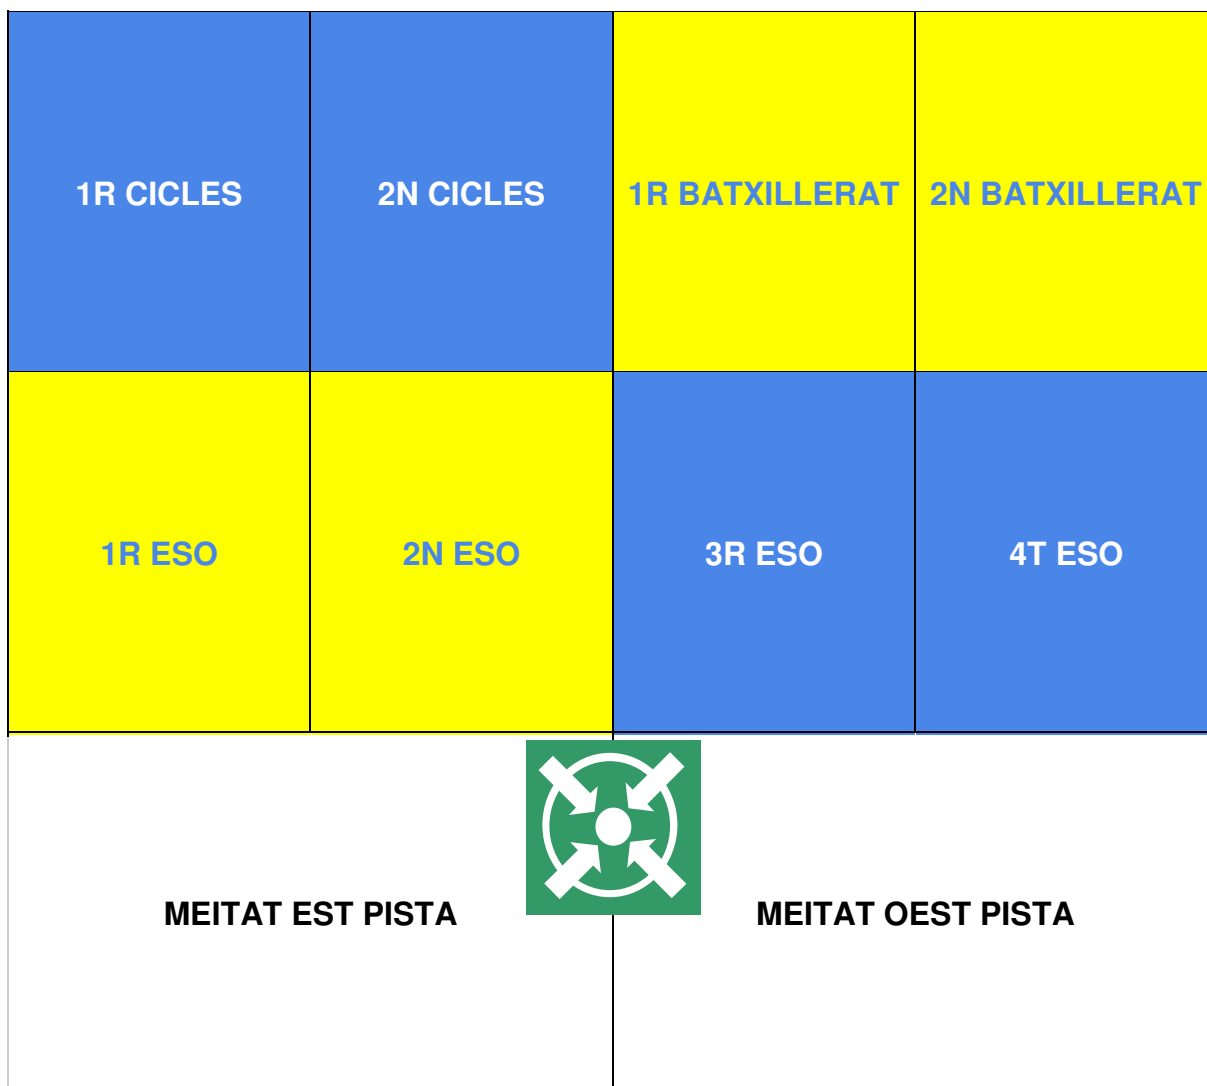 1R CICLES
2N CICLES
1R BATXILLERAT
2N BATXILLERAT
1R ESO
2N ESO
3R ESO
4T ESO
MEITAT EST PISTA
MEITAT OEST PISTA